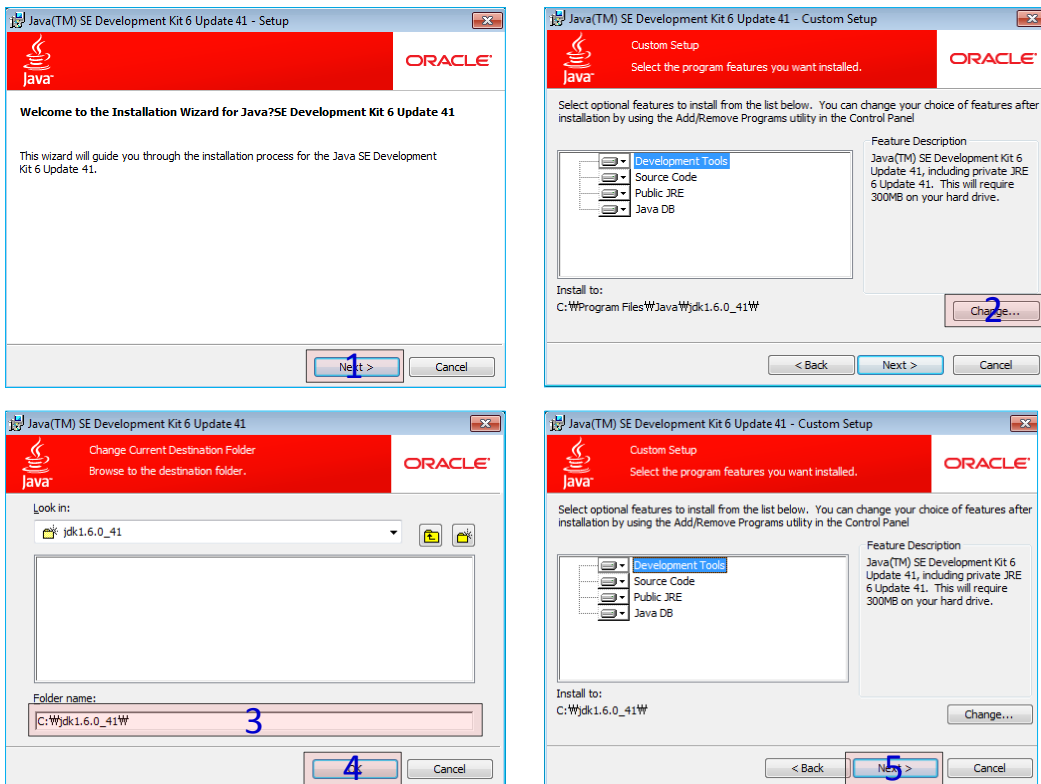 Java(TM) SE Development Kit 6 Update 41 - Setup
Java™
ORACLE®
Welcome to the Installation Wizard for Java?SE Development Kit 6 Update 41
This wizard will guide you through the installation process for the Java SE Development
Kit 6 Update 41.
Next >
1
Cancel
Java(TM) SE Development Kit 6 Update 41 - Custom Setup
Java™
Custom Setup
Select the program features you want installed.
ORACLE®
Select optional features to install from the list below. You can change your choice of features after
installation by using the Add/Remove Programs utility in the Control Panel
Development Tools
Source Code
Public JRE
Java DB
Feature Description
Java(TM) SE Development Kit 6
Update 41, including private JRE
6 Update 41. This will require
300MB on your hard drive.
Install to:
C:₩Program Files₩Java₩jdk1.6.0_41₩
Change...
2
< Back
Next >
Cancel
Java(TM) SE Development Kit 6 Update 41
Java™
Change Current Destination Folder
Browse to the destination folder.
ORACLE®
Look in:
jdk1.6.0_41
Folder name:
C:₩jdk1.6.0_41₩
3
OK
4
Cancel
Java(TM) SE Development Kit 6 Update 41 - Custom Setup
Java™
Custom Setup
Select the program features you want installed.
ORACLE®
Select optional features to install from the list below. You can change your choice of features after
installation by using the Add/Remove Programs utility in the Control Panel
Development Tools
Source Code
Public JRE
Java DB
Feature Description
Java(TM) SE Development Kit 6
Update 41, including private JRE
6 Update 41. This will require
300MB on your hard drive.
Install to:
C:₩jdk1.6.0_41₩
Change...
< Back
Next >
5
Cancel